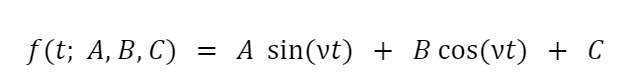 f(t; A, B, C) = A sin(νt) + B cos(νt) + C